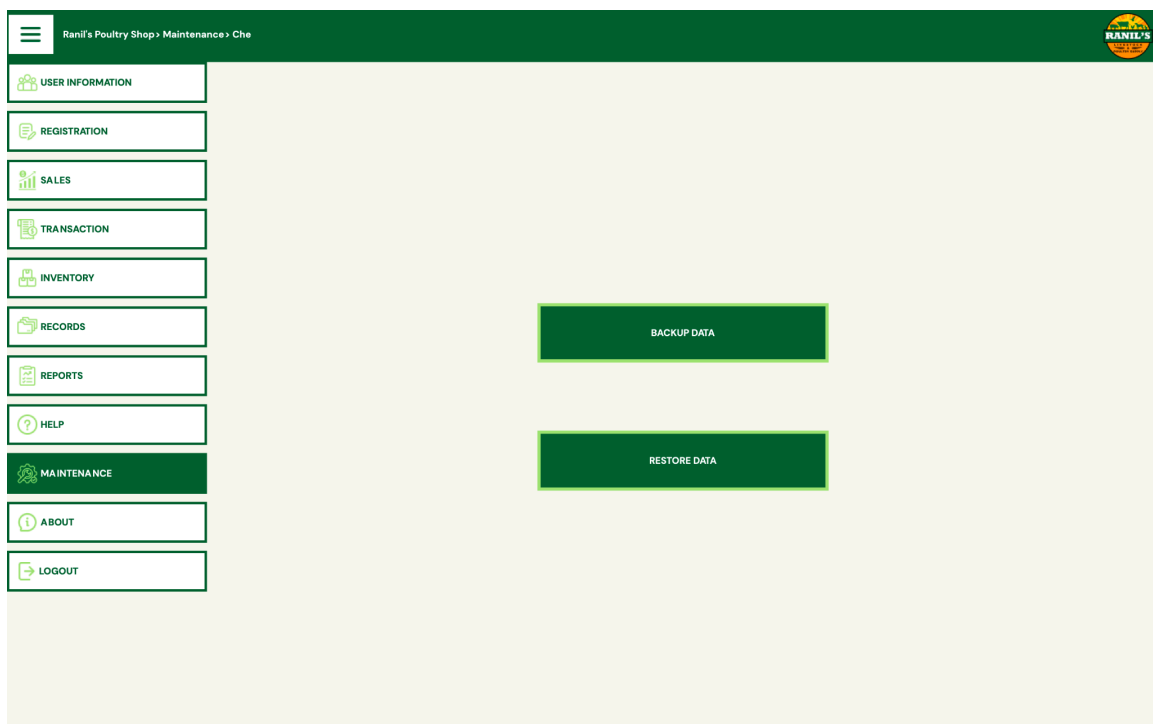 Ranil's Poultry Shop> Maintenance> Che
RANIL'S
USER INFORMATION
REGISTRATION
SALES
TRANSACTION
INVENTORY
RECORDS
REPORTS
HELP
MAINTENANCE
ABOUT
LOGOUT
BACKUP DATA
RESTORE DATA